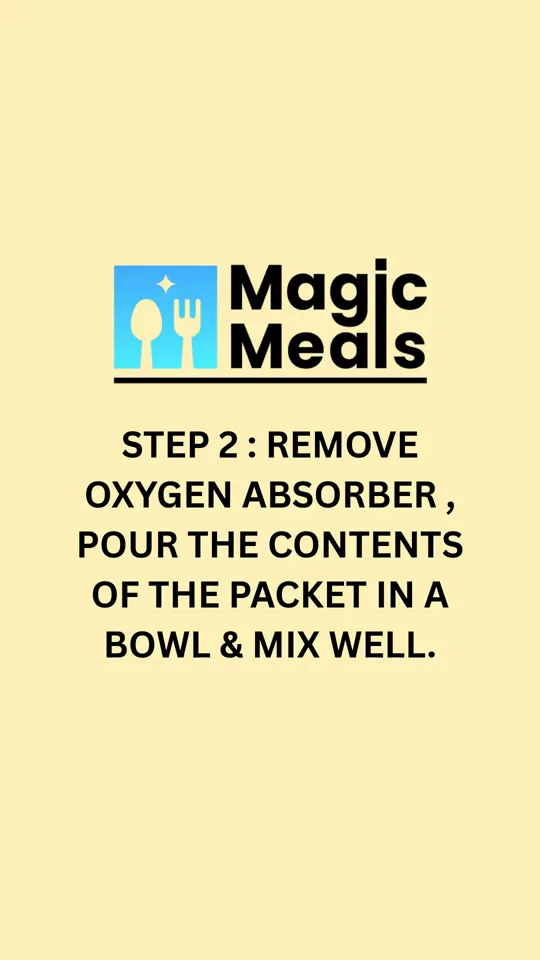 Magic
Meals
STEP 2 : REMOVE
OXYGEN ABSORBER ,
POUR THE CONTENTS
OF THE PACKET IN A
BOWL & MIX WELL.